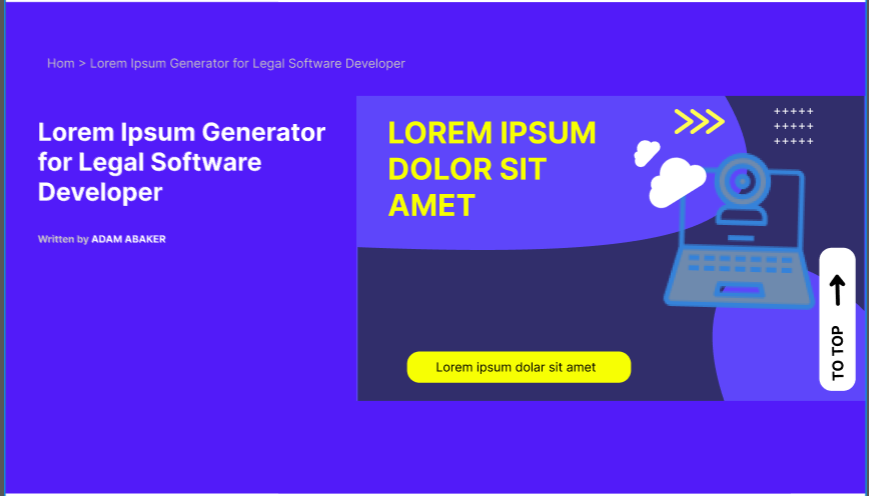 Hom > Lorem Ipsum Generator for Legal Software Developer
Lorem Ipsum Generator
for Legal Software
Developer
Written by ADAM ABAKER
LOREM IPSUM
DOLOR SIT
AMET
+++++
+++++
+++++
Lorem ipsum dolar sit amet
TO TOP